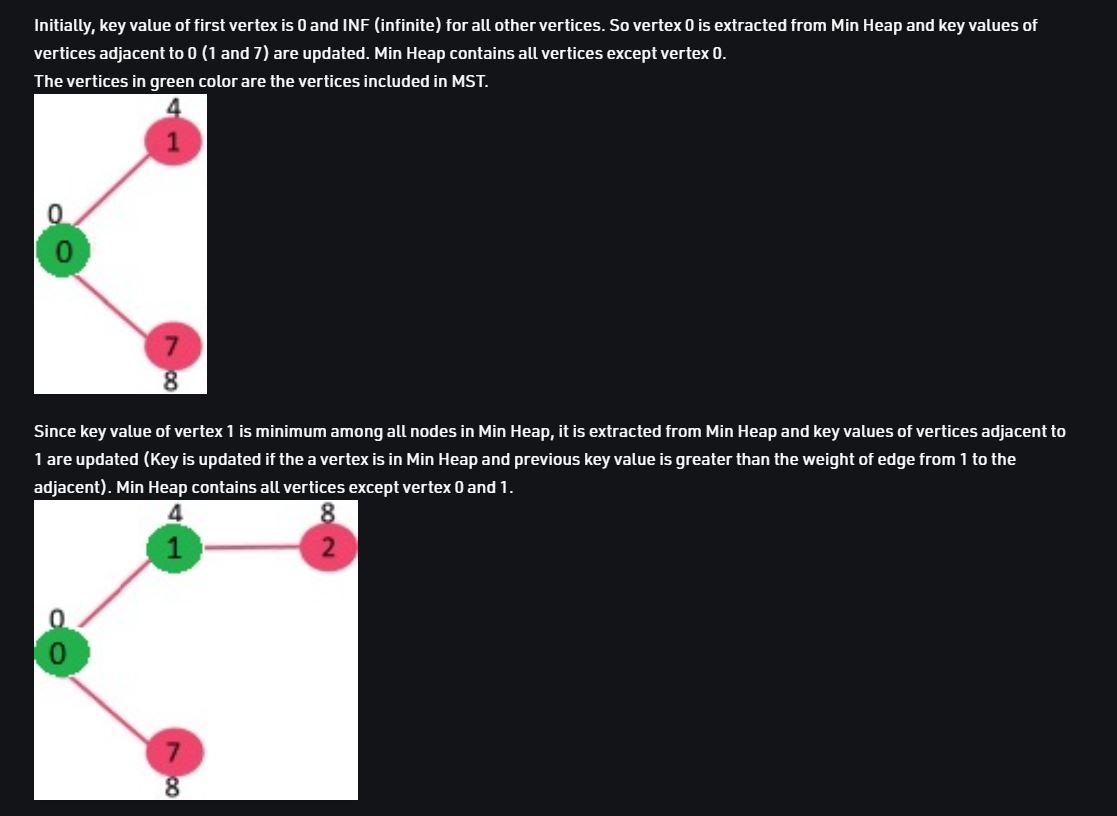 Initially, key value of first vertex is 0 and INF (infinite) for all other vertices. So vertex 0 is extracted from Min Heap and key values of
vertices adjacent to 0 (1 and 7) are updated. Min Heap contains all vertices except vertex 0.
The vertices in green color are the vertices included in MST.
4
1
0
0
7
8
Since key value of vertex 1 is minimum among all nodes in Min Heap, it is extracted from Min Heap and key values of vertices adjacent to
1 are updated (Key is updated if the a vertex is in Min Heap and previous key value is greater than the weight of edge from 1 to the
adjacent). Min Heap contains all vertices except vertex 0 and 1.
4 8
1 2
0
0
7
8